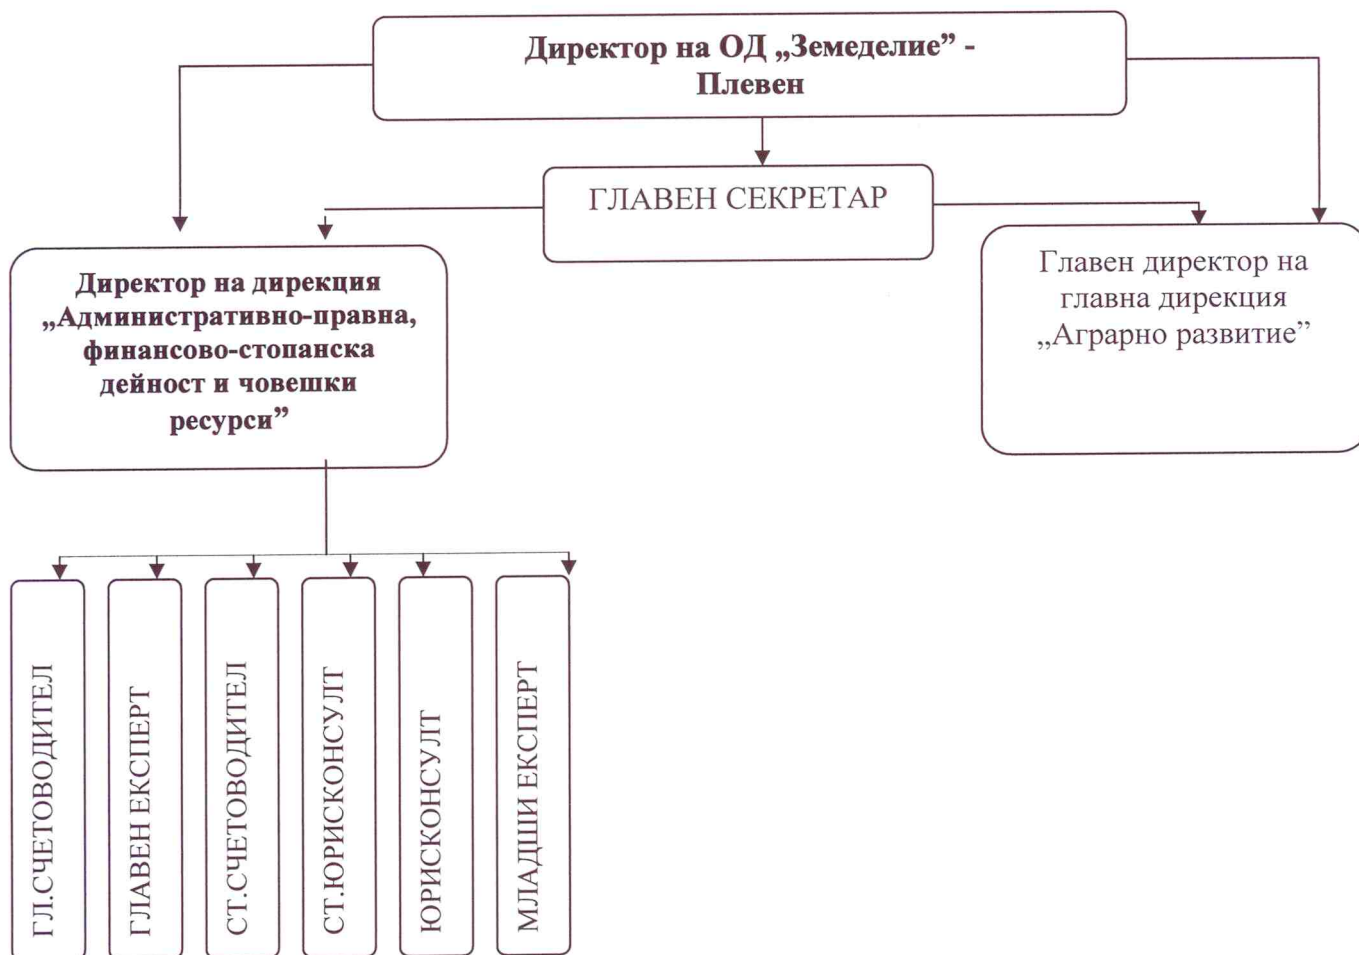 Директор на ОД „Земеделие” -
Плевен
ГЛАВЕН СЕКРЕТАР
Директор на дирекция
„Административно-правна,
финансово-стопанска
дейност и човешки
ресурси”
Главен директор на
главна дирекция
„Аграрно развитие”
ГЛ.СЧЕТОВОДИТЕЛ
ГЛАВЕН ЕКСПЕРТ
СТ.СЧЕТОВОДИТЕЛ
СТ.ЮРИСКОНСУЛТ
ЮРИСКОНСУЛТ
МЛАДШИ ЕКСПЕРТ